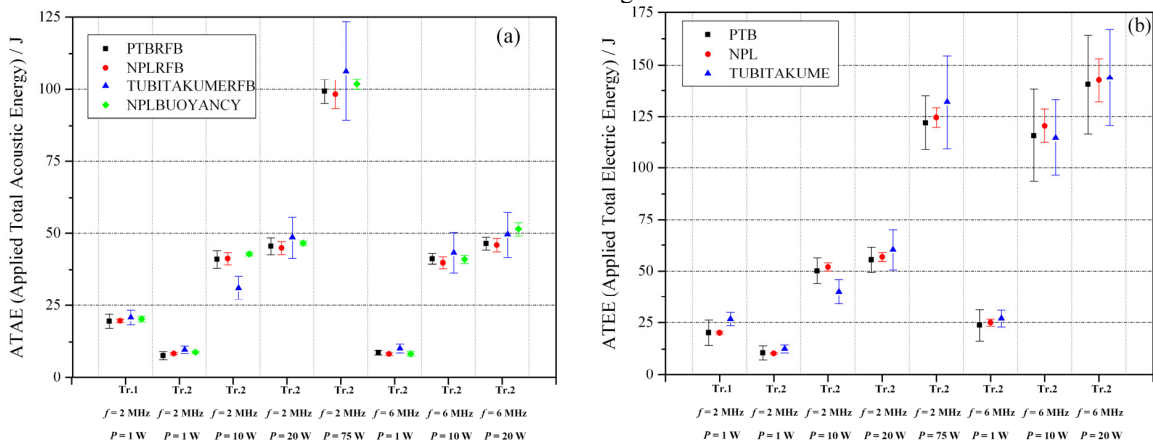 (a)
PTBRFB
NPLRFB
TUBITAKUMERFB
NPLBUOYANCY
ATAE (Applied Total Acoustic Energy) / J
125
100
75
50
25
0
Tr.1 Tr.2 Tr.2 Tr.2 Tr.2 Tr.2 Tr.2 Tr.2
f = 2 MHz f = 2 MHz f = 2 MHz f = 2 MHz f = 2 MHz f = 6 MHz f = 6 MHz f = 6 MHz
P = 1 W P = 1 W P = 10 W P = 20 W P = 75 W P = 1 W P = 10 W P = 20 W
(b)
PTB
NPL
TUBITAKUME
ATEE (Applied Total Electric Energy) / J
175
150
125
100
75
50
25
0
Tr.1 Tr.2 Tr.2 Tr.2 Tr.2 Tr.2 Tr.2 Tr.2
f = 2 MHz f = 2 MHz f = 2 MHz f = 2 MHz f = 2 MHz f = 6 MHz f = 6 MHz f = 6 MHz
P = 1 W P = 1 W P = 10 W P = 20 W P = 75 W P = 1 W P = 10 W P = 20 W